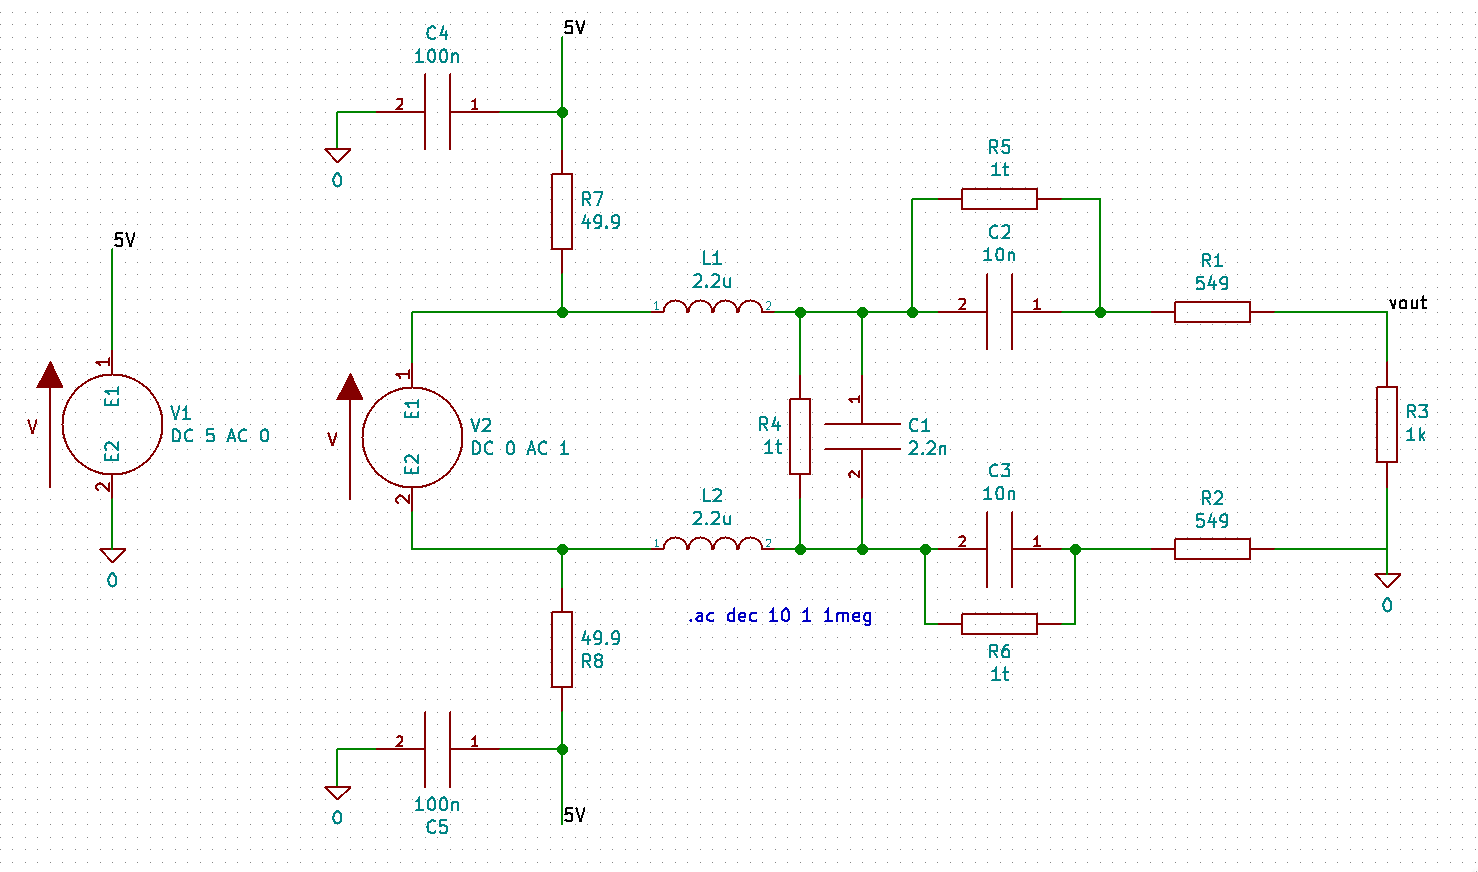 5V
C4
100n
2
1
0
R7
49.9
R5
1t
C2
10n
2
1
5V
L1
2.2u
1
2
R1
549
vout
1
E1
V
E2
2
V1
DC 5 AC 0
0
1
E1
V
E2
2
V2
DC 0 AC 1
R4
1t
1
C1
2.2n
2
R3
1k
L2
2.2u
1
2
C3
10n
2
1
R2
549
0
.ac dec 10 1 1meg
49.9
R8
R6
1t
2
1
0
100n
C5
5V